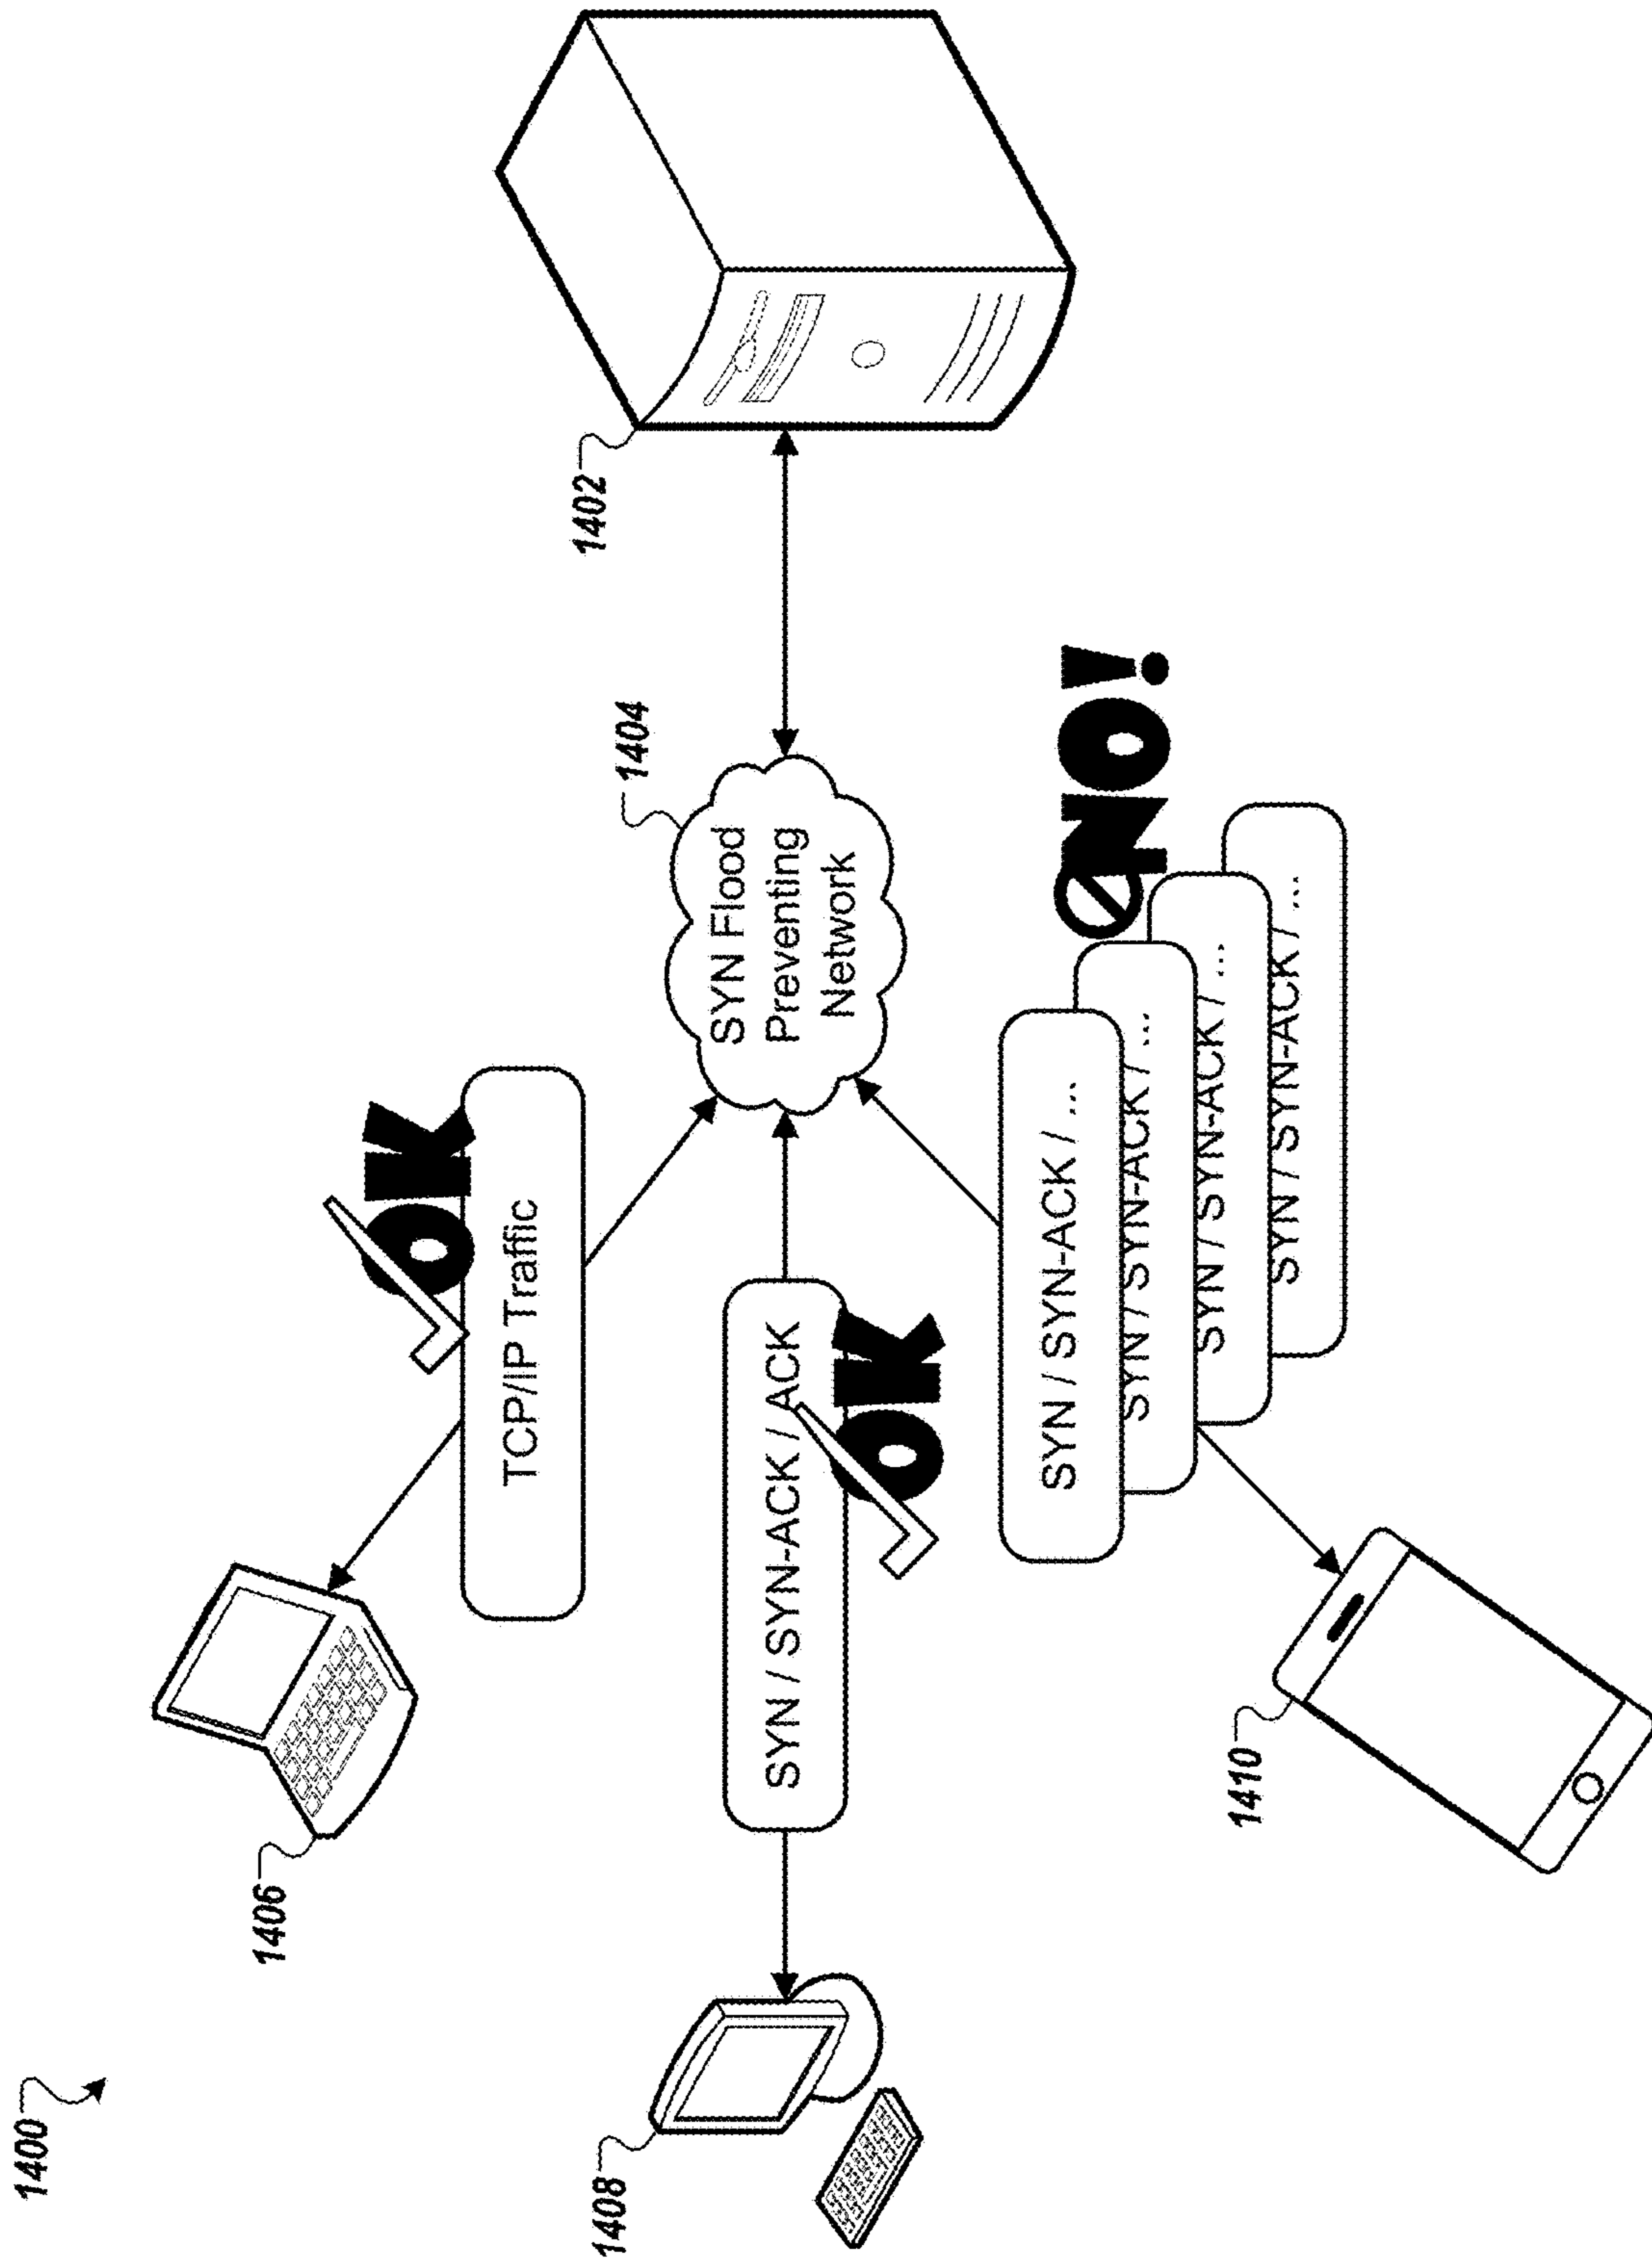 1400
1406
TCP/IP Traffic
OK
1408
SYN / SYN-ACK / ACK
OK
1404
SYN Flood
Preventing
Network
1402
1410
SYN / SYN-ACK / ...
SYN / SYN-ACK / ...
SYN / SYN-ACK / ...
SYN / SYN-ACK / ...
NO!